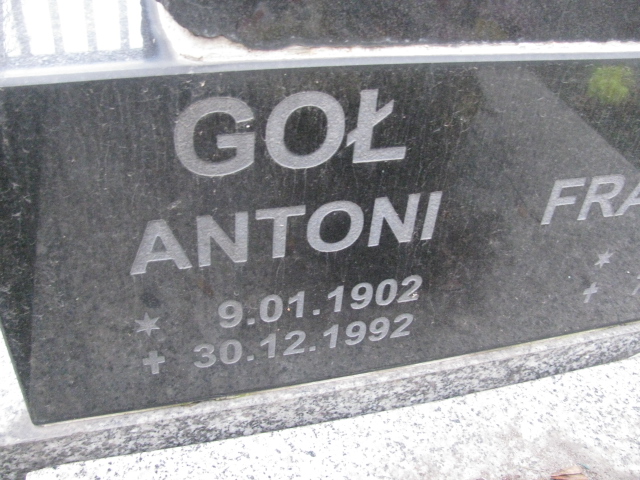 GOŁ
ANTONI
* 9.01.1902
✝ 30.12.1992
FRA
*
✝